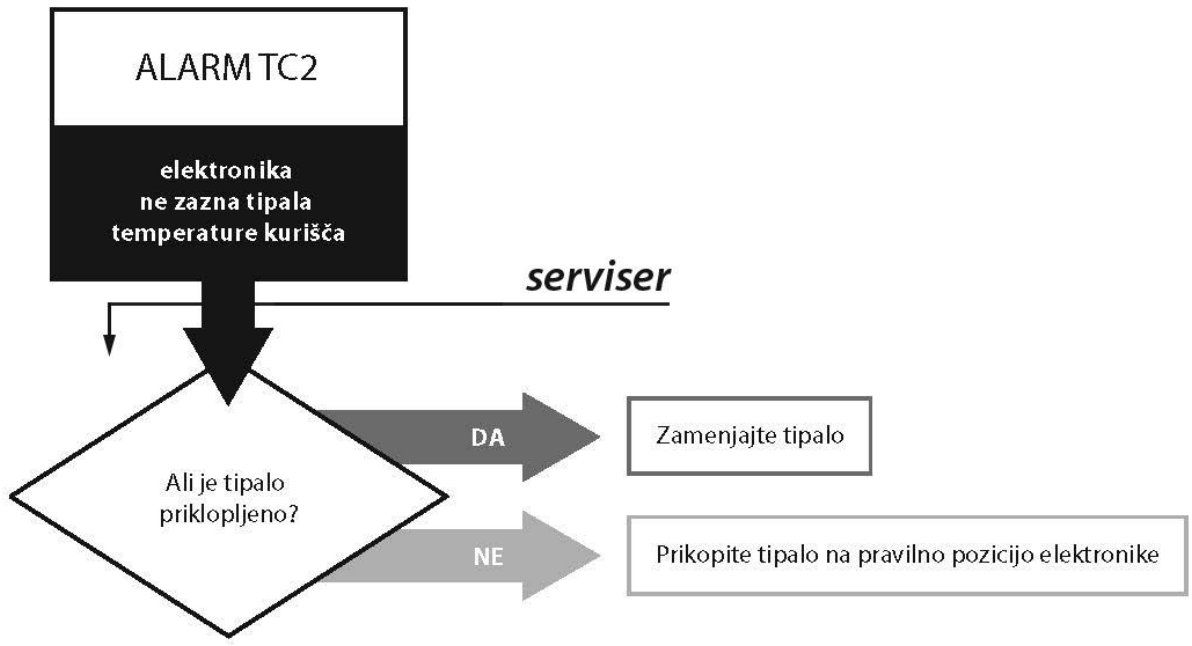 ALARM TC2
elektronika
ne zazna tipala
temperature kurišča
serviser
DA
Zamenjajte tipalo
Ali je tipalo
priklopljeno?
NE
Prikopite tipalo na pravilno pozicijo elektronike